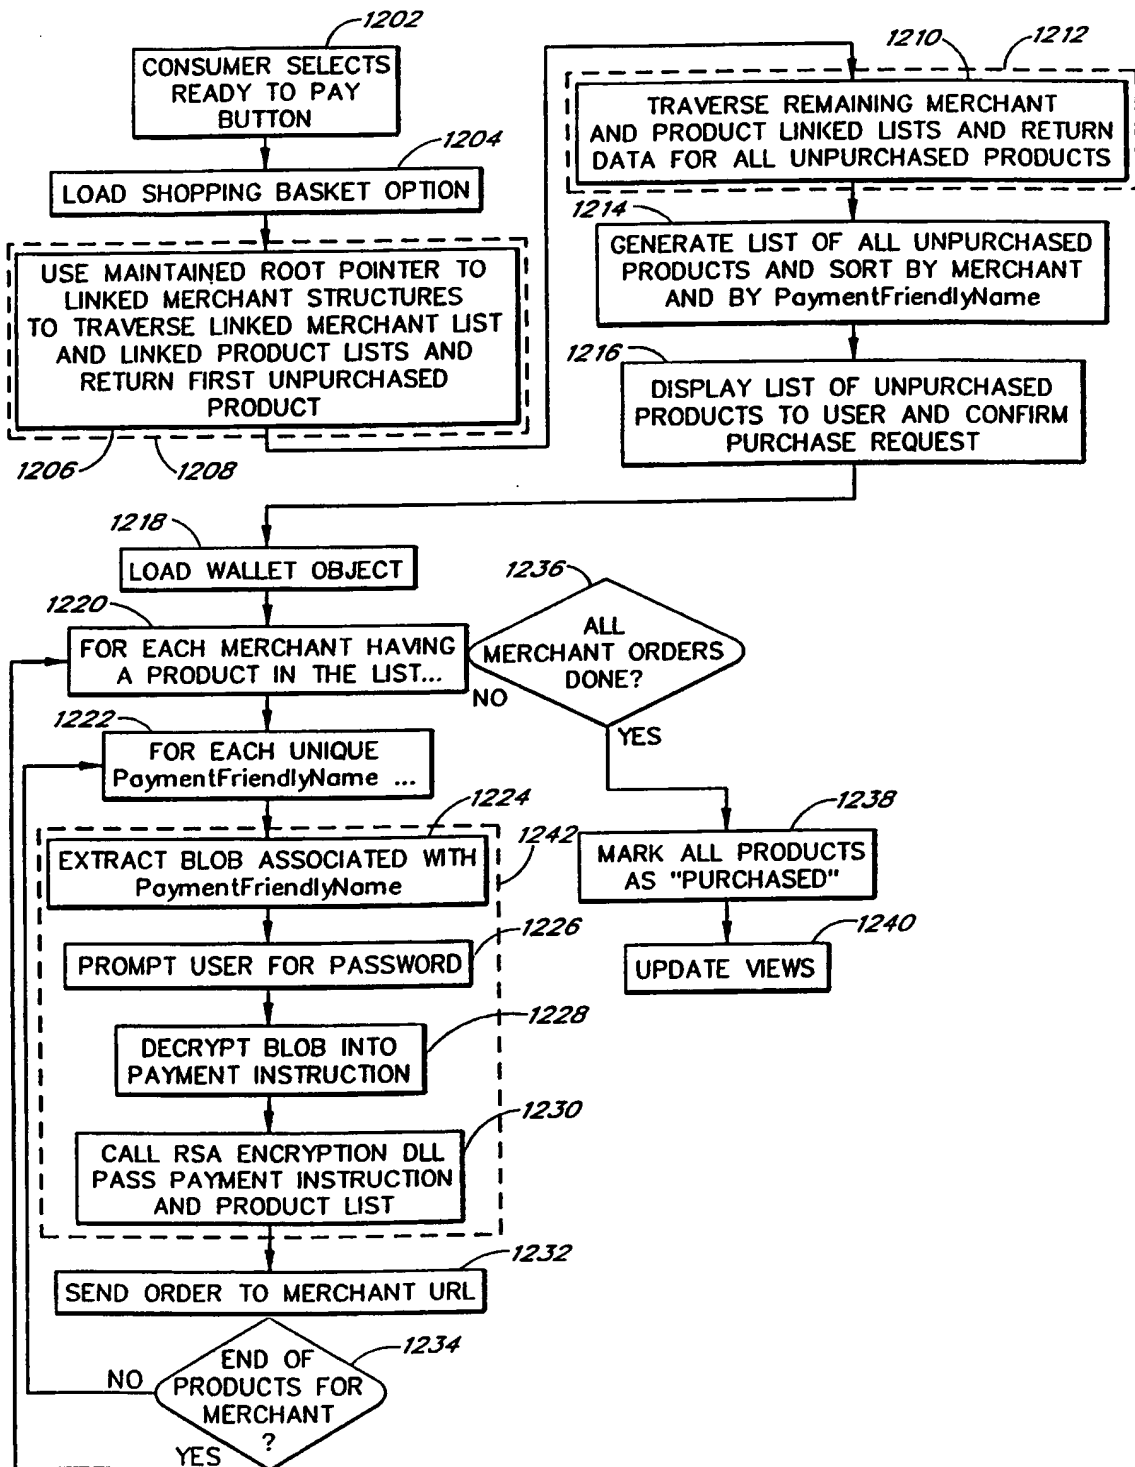 1202
CONSUMER SELECTS
READY TO PAY
BUTTON
1204
LOAD SHOPPING BASKET OPTION
USE MAINTAINED ROOT POINTER TO
LINKED MERCHANT STRUCTURES
TO TRAVERSE LINKED MERCHANT LIST
AND LINKED PRODUCT LISTS AND
RETURN FIRST UNPURCHASED
PRODUCT
1206
1208
1210
1212
TRAVERSE REMAINING MERCHANT
AND PRODUCT LINKED LISTS AND RETURN
DATA FOR ALL UNPURCHASED PRODUCTS
1214
GENERATE LIST OF ALL UNPURCHASED
PRODUCTS AND SORT BY MERCHANT
AND BY PaymentFriendlyName
1216
DISPLAY LIST OF UNPURCHASED
PRODUCTS TO USER AND CONFIRM
PURCHASE REQUEST
1218
LOAD WALLET OBJECT
1220
FOR EACH MERCHANT HAVING
A PRODUCT IN THE LIST...
1222
FOR EACH UNIQUE
PaymentFriendlyName ...
1224
1242
EXTRACT BLOB ASSOCIATED WITH
PaymentFriendlyName
1226
PROMPT USER FOR PASSWORD
1228
DECRYPT BLOB INTO
PAYMENT INSTRUCTION
1230
CALL RSA ENCRYPTION DLL
PASS PAYMENT INSTRUCTION
AND PRODUCT LIST
1232
SEND ORDER TO MERCHANT URL
1234
END OF
PRODUCTS FOR
MERCHANT
?
NO
YES
1236
ALL
MERCHANT ORDERS
DONE?
NO
YES
1238
MARK ALL PRODUCTS
AS "PURCHASED"
1240
UPDATE VIEWS